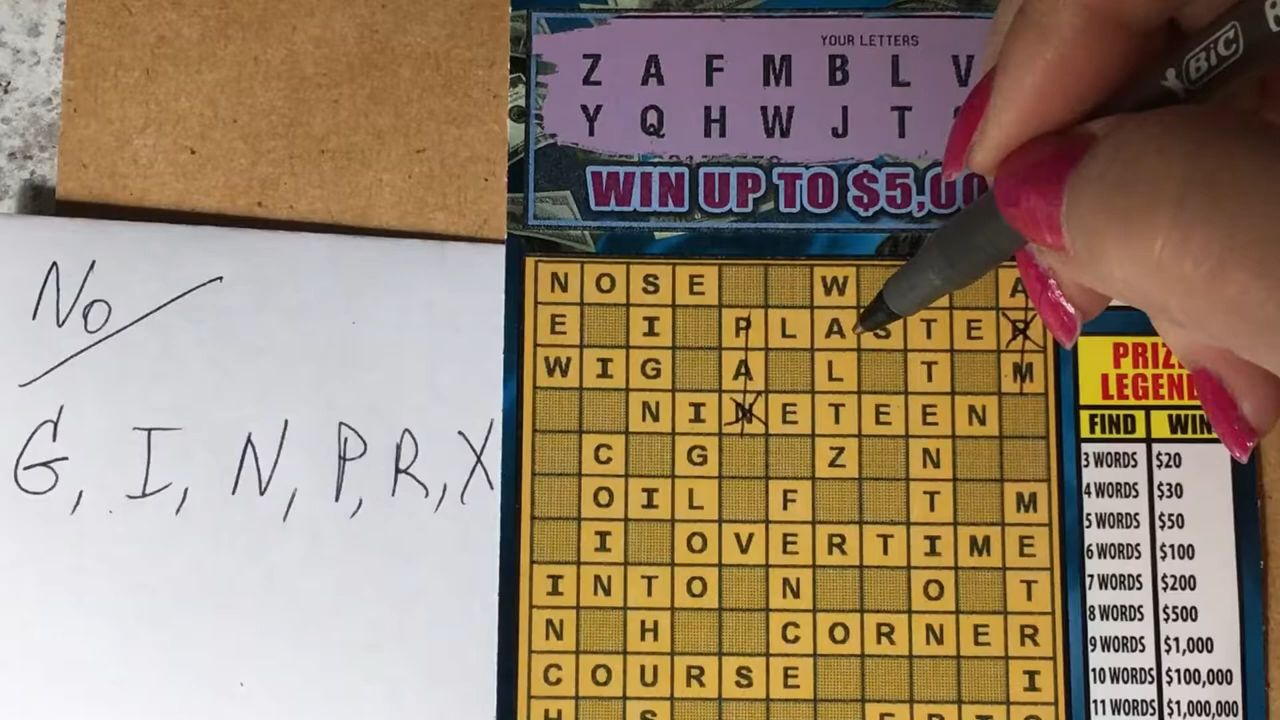 YOUR LETTERS
Z A F M B L V
Y Q H W J T
WIN UP TO $5,00
No
G, I, N, P, R, X
BiC
N O S E W A
E I P L A S T E R
W I G A L T M
N I N E T E E N
C G Z N
O I L F T M
I O V E R T I M E
I N T O N O T
N H C O R N E R
C O U R S E I
PRIZE
LEGEND
FIND WIN
3 WORDS $20
4 WORDS $30
5 WORDS $50
6 WORDS $100
7 WORDS $200
8 WORDS $500
9 WORDS $1,000
10 WORDS $100,000
11 WORDS $1,000,000